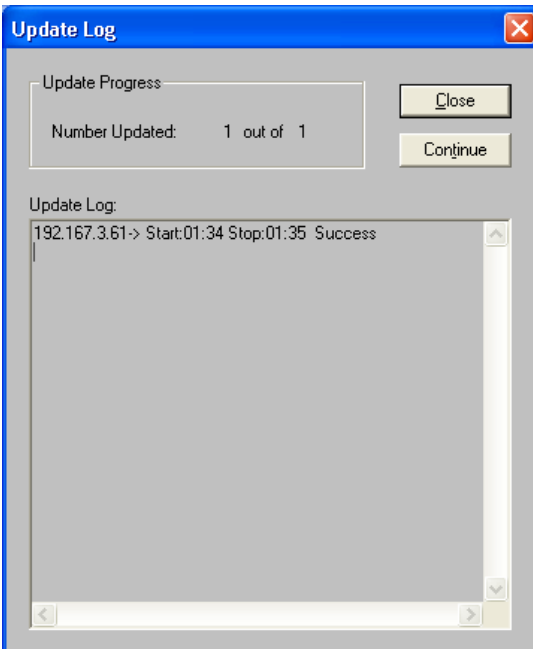 Update Log
Update Progress
Close
Number Updated: 1 out of 1
Continue
Update Log:
192.167.3.61-> Start:01:34 Stop:01:35 Success